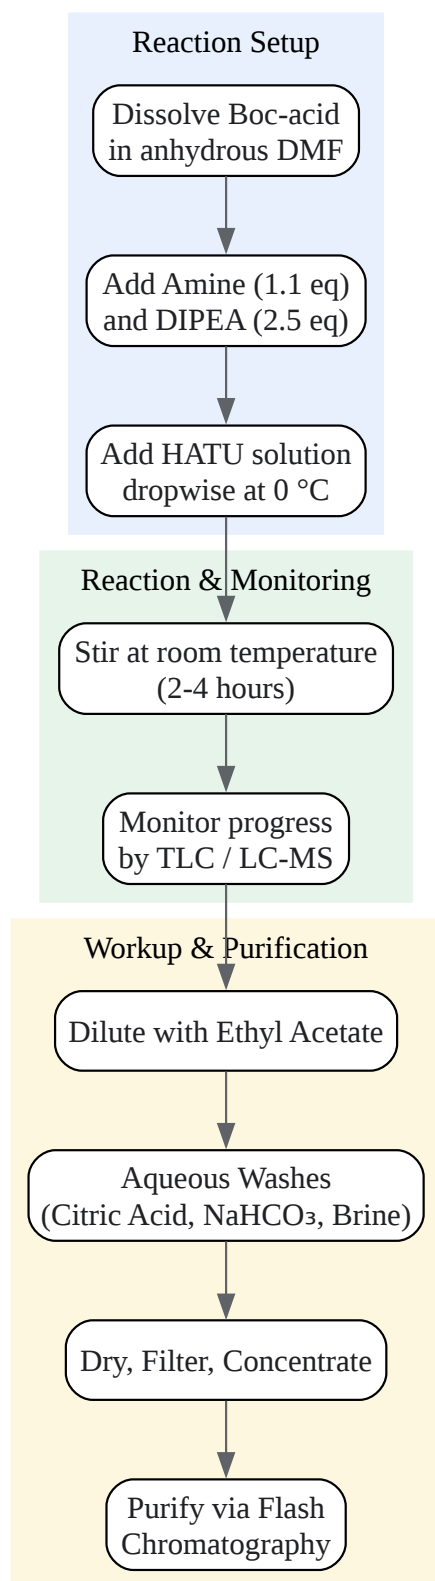 Reaction Setup
Dissolve Boc-acid
in anhydrous DMF
Add Amine (1.1 eq)
and DIPEA (2.5 eq)
Add HATU solution
dropwise at 0 °C
Reaction & Monitoring
Stir at room temperature
(2-4 hours)
Monitor progress
by TLC / LC-MS
Workup & Purification
Dilute with Ethyl Acetate
Aqueous Washes
(Citric Acid, NaHCO₃, Brine)
Dry, Filter, Concentrate
Purify via Flash
Chromatography